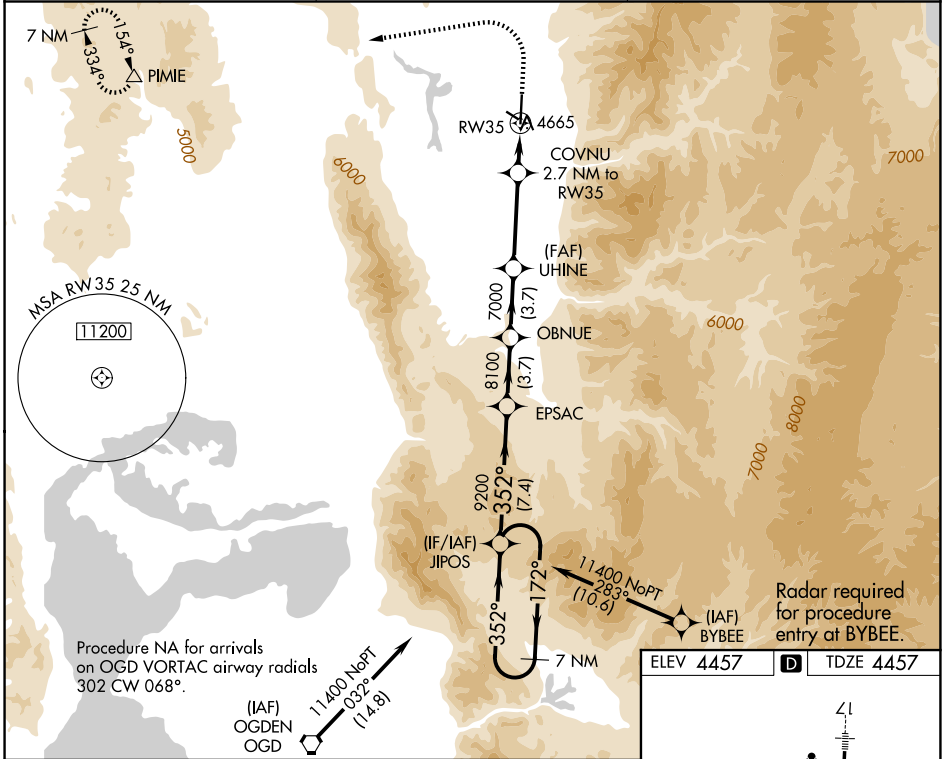 7 NM
154°
334°
PIMIE
5000
6000
RW35
4665
COVNU
2.7 NM to
RW35
7000
(FAF)
UHINE
MSA RW35 25 NM
11200
7000
(3.7)
OBNUE
6000
8100
(3.7)
EPSAC
8000
7000
9200
352°
(7.4)
(IF/IAF)
JIPOS
172°
352°
11400 NoPT
283°
(10.6)
(IAF)
BYBEE
Radar required
for procedure
entry at BYBEE.
7 NM
Procedure NA for arrivals
on OGD VORTAC airway radials
302 CW 068°.
(IAF)
OGDEN
OGD
11400 NoPT
032°
(14.8)
ELEV 4457
D
TDZE 4457
17